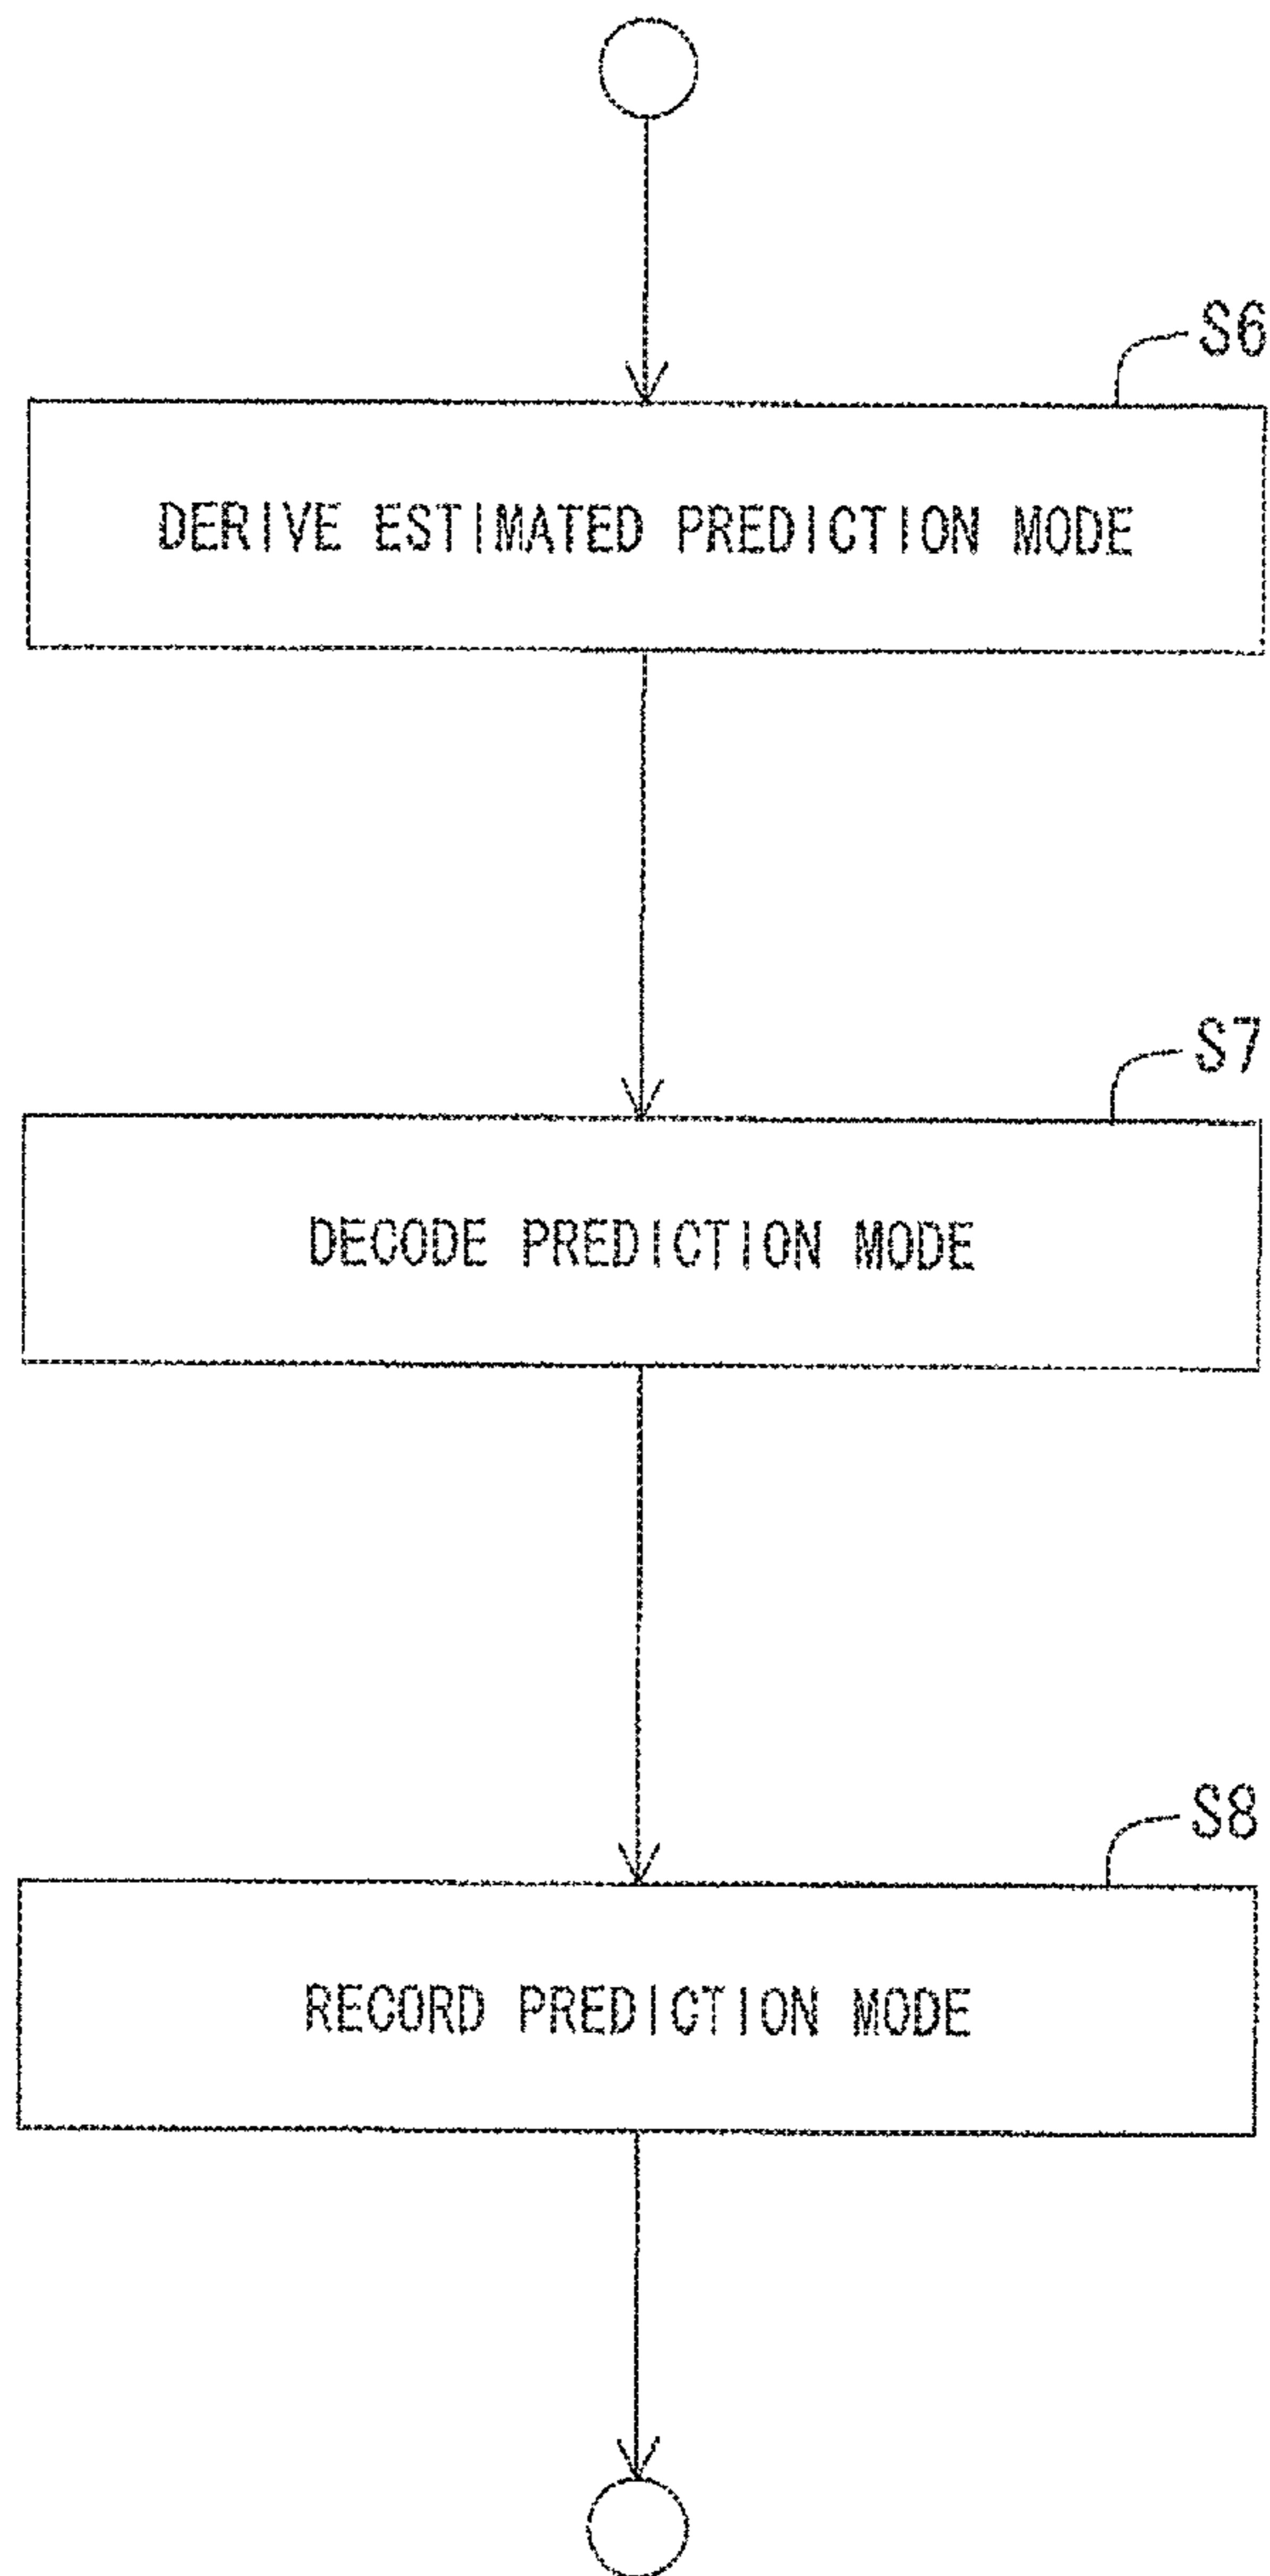 S6
DERIVE ESTIMATED PREDICTION MODE
S7
DECODE PREDICTION MODE
S8
RECORD PREDICTION MODE